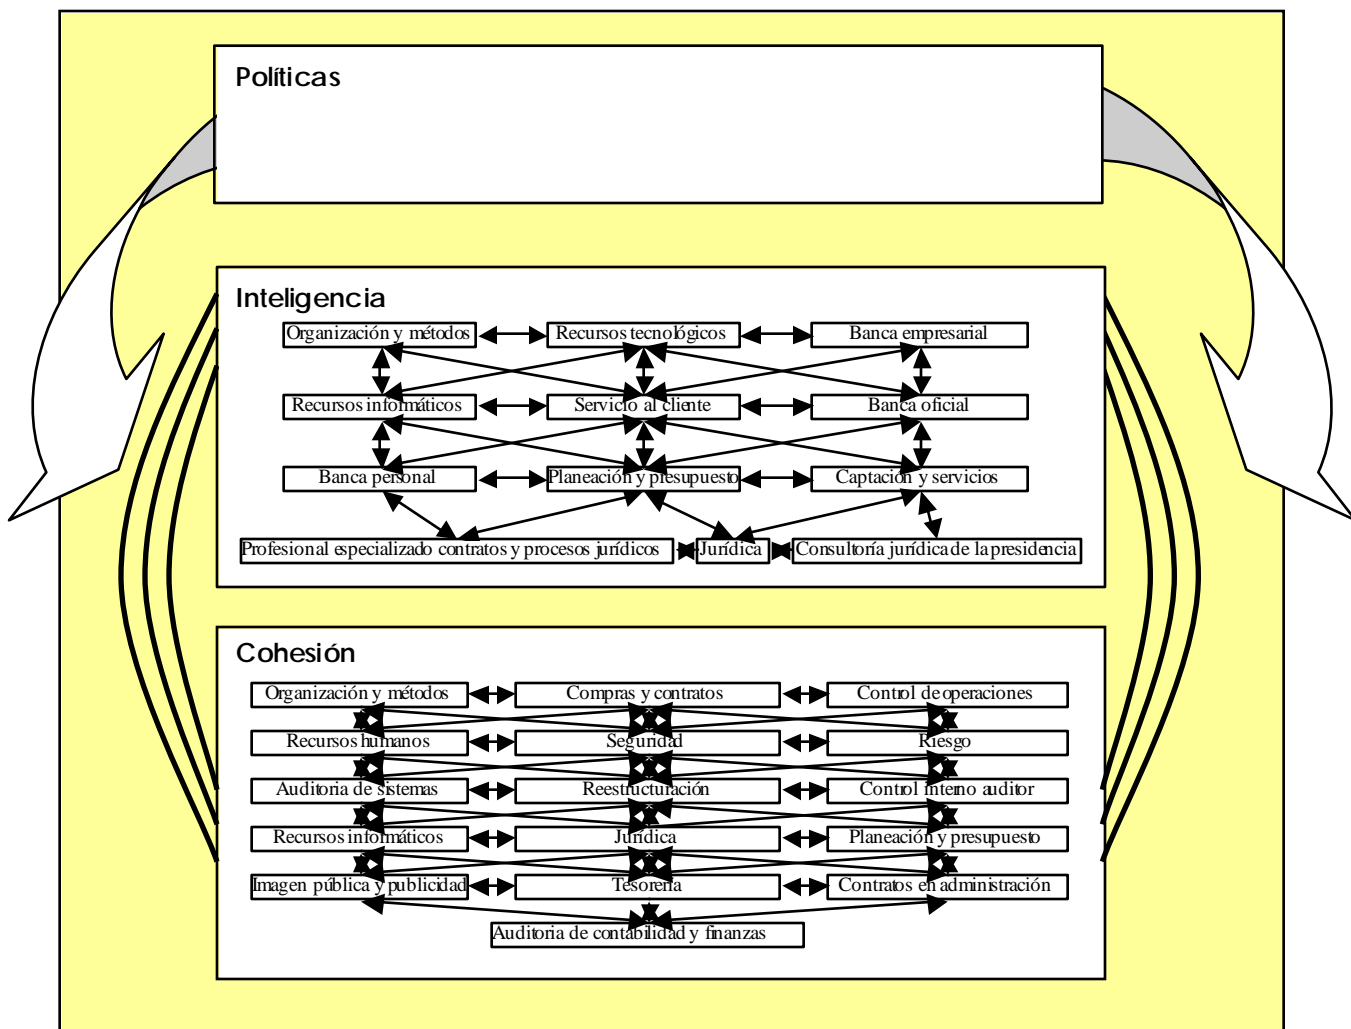 Políticas
Inteligencia
Organización y métodos
Recursos tecnológicos
Banca empresarial
Recursos informáticos
Servicio al cliente
Banca oficial
Banca personal
Planeación y presupuesto
Captación y servicios
Profesional especializado contratos y procesos jurídicos
Jurídica
Consultoría jurídica de la presidencia
Cohesión
Organización y métodos
Compras y contratos
Control de operaciones
Recursos humanos
Seguridad
Riesgo
Auditoria de sistemas
Reestructuración
Control interno auditor
Recursos informáticos
Jurídica
Planeación y presupuesto
Imagen pública y publicidad
Tesorería
Contratos en administración
Auditoria de contabilidad y finanzas